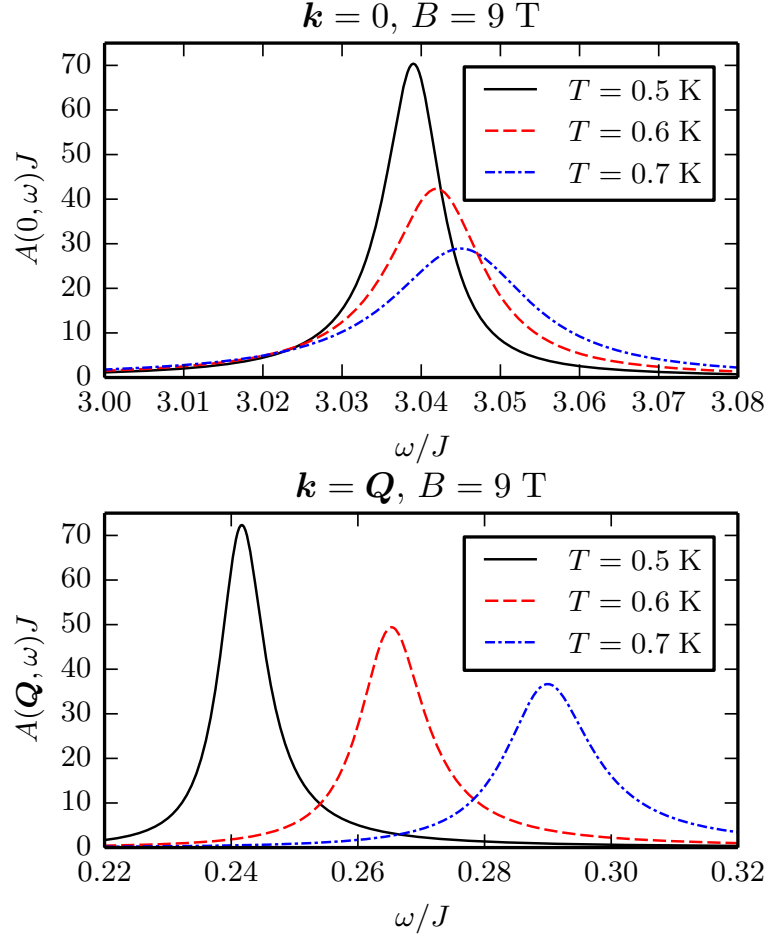 k = 0, B = 9 T
A(0, ω)J
70
60
50
40
30
20
10
0
T = 0.5 K
T = 0.6 K
T = 0.7 K
3.00 3.01 3.02 3.03 3.04 3.05 3.06 3.07 3.08
ω/J
k = Q, B = 9 T
A(Q, ω)J
70
60
50
40
30
20
10
0
T = 0.5 K
T = 0.6 K
T = 0.7 K
0.22 0.24 0.26 0.28 0.30 0.32
ω/J